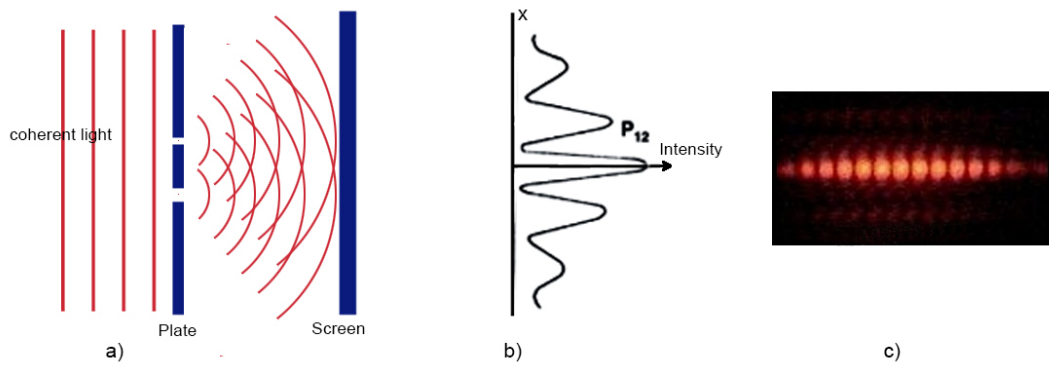 coherent light
Plate
Screen
a)
x
P12
Intensity
b)
c)